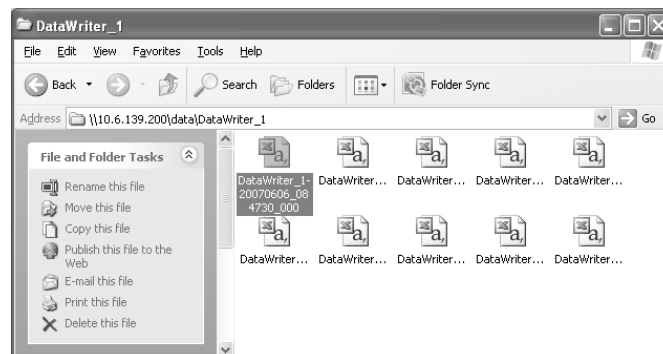 DataWriter_1
File Edit View Favorites Tools Help
Back Search Folders Folder Sync
Address \\10.6.139.200\data\DataWriter_1 Go
File and Folder Tasks
Rename this file
Move this file
Copy this file
Publish this file to the
Web
E-mail this file
Print this file
Delete this file
DataWriter_1-
20070606_08
4730_000
DataWriter... DataWriter... DataWriter... DataWriter...
DataWriter... DataWriter... DataWriter... DataWriter... DataWriter...